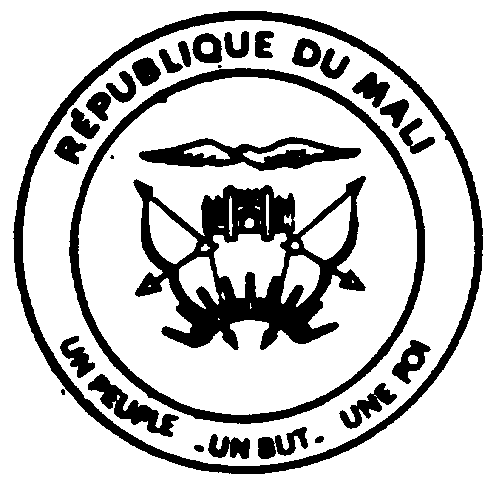 RÉPUBLIQUE DU MALI
UN PEUPLE - UN BUT - UNE FOI